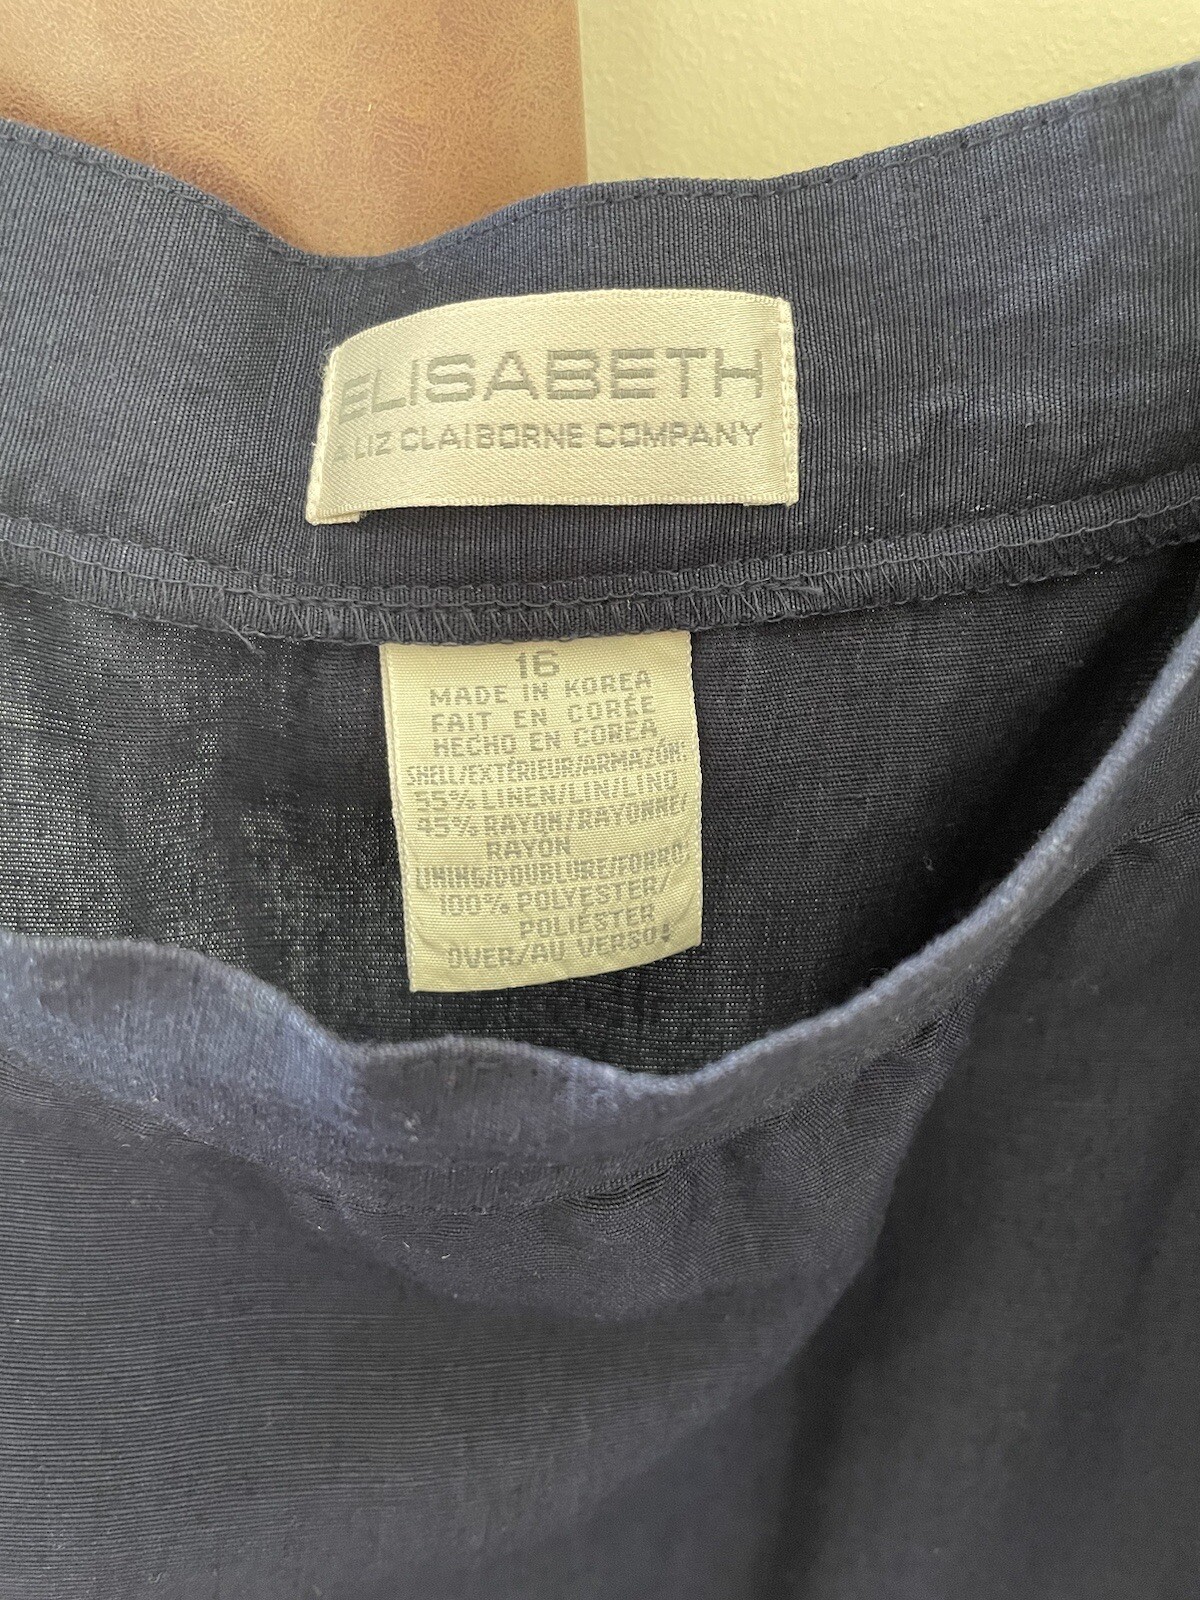 ELISABETH
A LIZ CLAIBORNE COMPANY
16
MADE IN KOREA
FAIT EN CORÉE
HECHO EN COREA
SHELL/EXTÉRIEUR/ARMAZÓN:
55% LINEN/LIN/LINO
45% RAYON/RAYONNE/
RAYON
LINING/DOUBLURE/FORRO:
100% POLYESTER/
POLIÉSTER
OVER/AU VERSO: